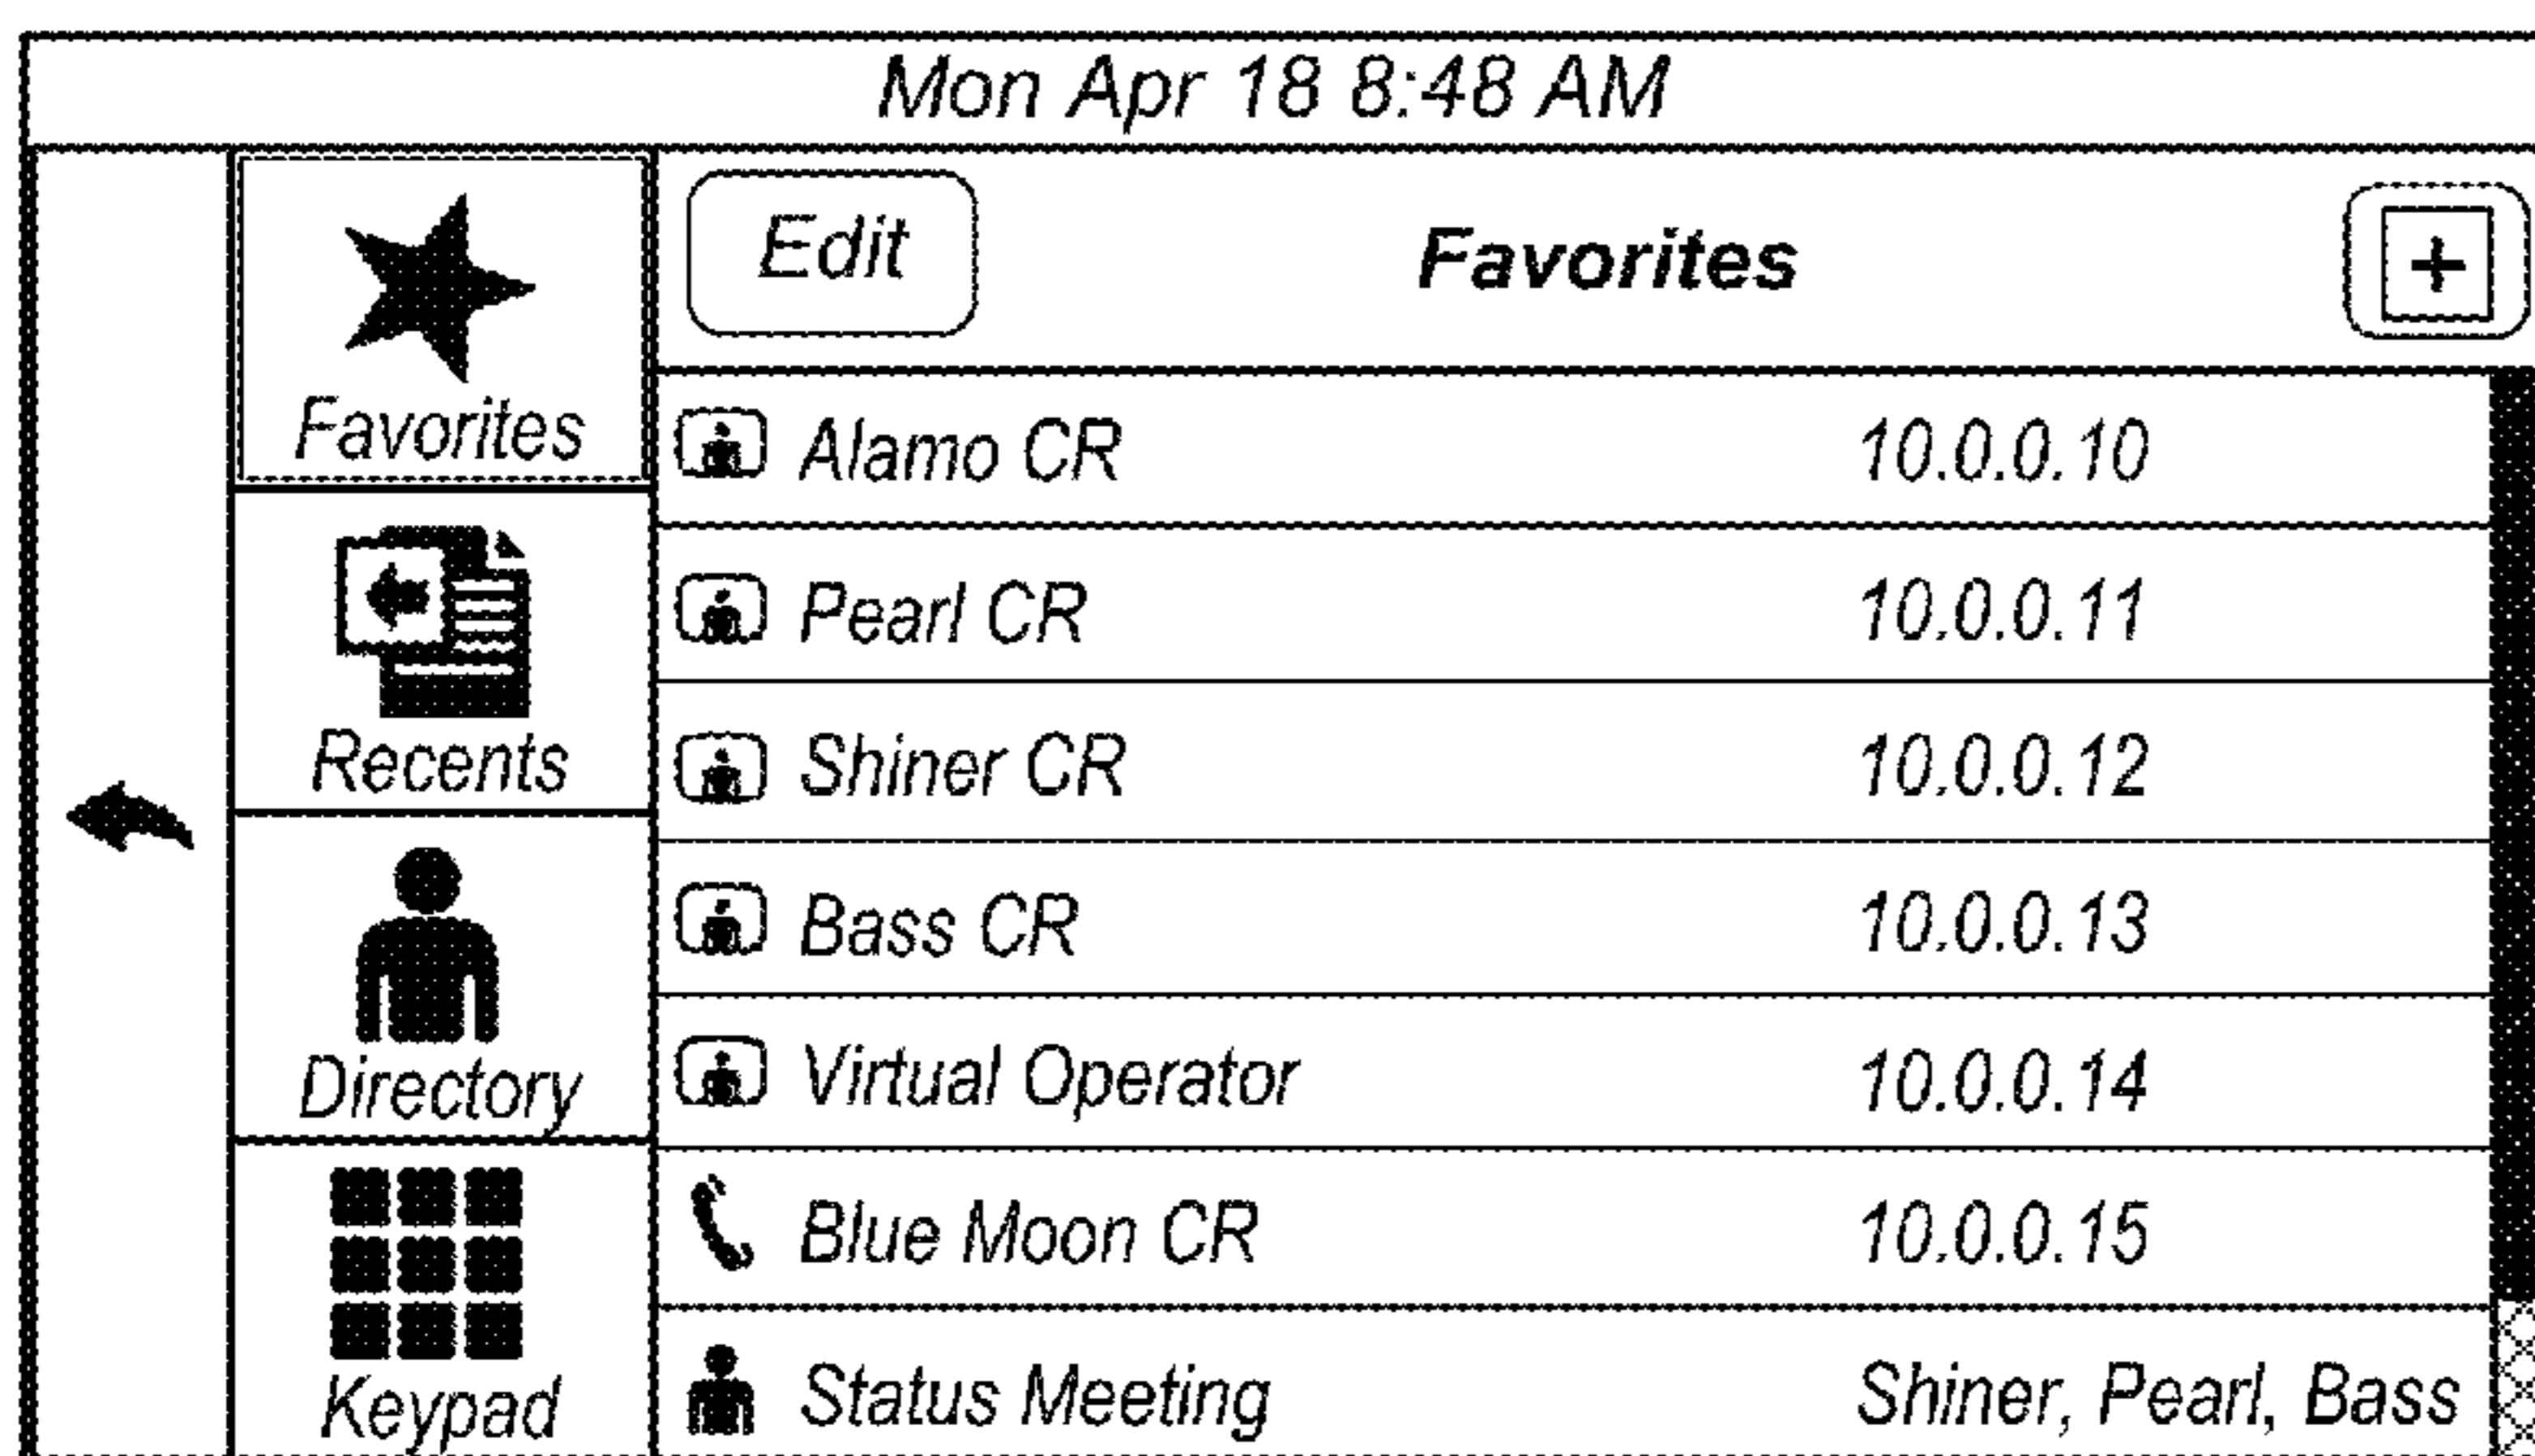 Mon Apr 18 8:48 AM
Favorites
Recents
Directory
Keypad
Edit Favorites +
Alamo CR 10.0.0.10
Pearl CR 10.0.0.11
Shiner CR 10.0.0.12
Bass CR 10.0.0.13
Virtual Operator 10.0.0.14
Blue Moon CR 10.0.0.15
Status Meeting Shiner, Pearl, Bass